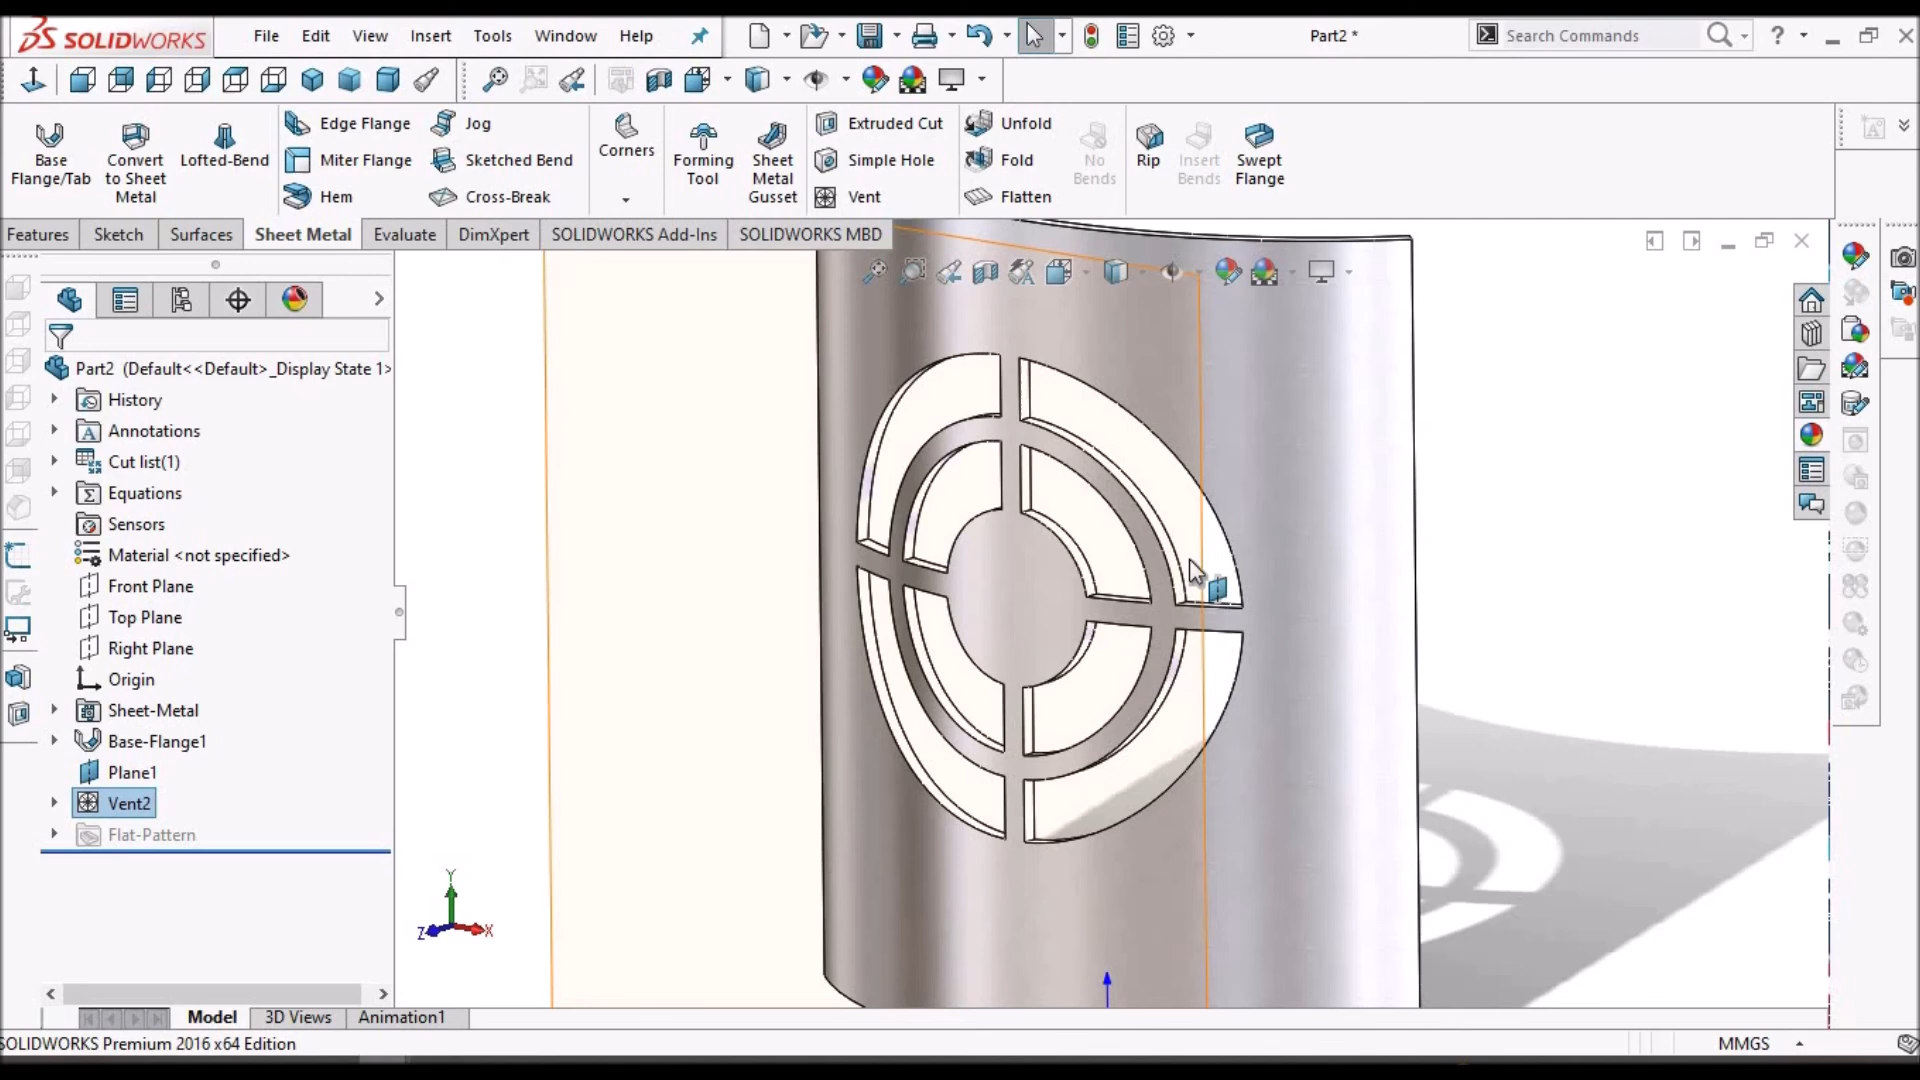 SOLIDWORKS File Edit View Insert Tools Window Help Part2 * Search Commands
Base Flange/Tab
Convert to Sheet Metal
Lofted-Bend
Edge Flange
Miter Flange
Hem
Jog
Sketched Bend
Cross-Break
Corners
Forming Tool
Sheet Metal Gusset
Extruded Cut
Simple Hole
Vent
Unfold
Fold
Flatten
No Bends
Rip
Insert Bends
Swept Flange
Features Sketch Surfaces Sheet Metal Evaluate DimXpert SOLIDWORKS Add-Ins SOLIDWORKS MBD
Part2 (Default<<Default>_Display State 1>
History
Annotations
Cut list(1)
Equations
Sensors
Material <not specified>
Front Plane
Top Plane
Right Plane
Origin
Sheet-Metal
Base-Flange1
Plane1
Vent2
Flat-Pattern
Y
Z X
Model 3D Views Animation1
SOLIDWORKS Premium 2016 x64 Edition MMGS